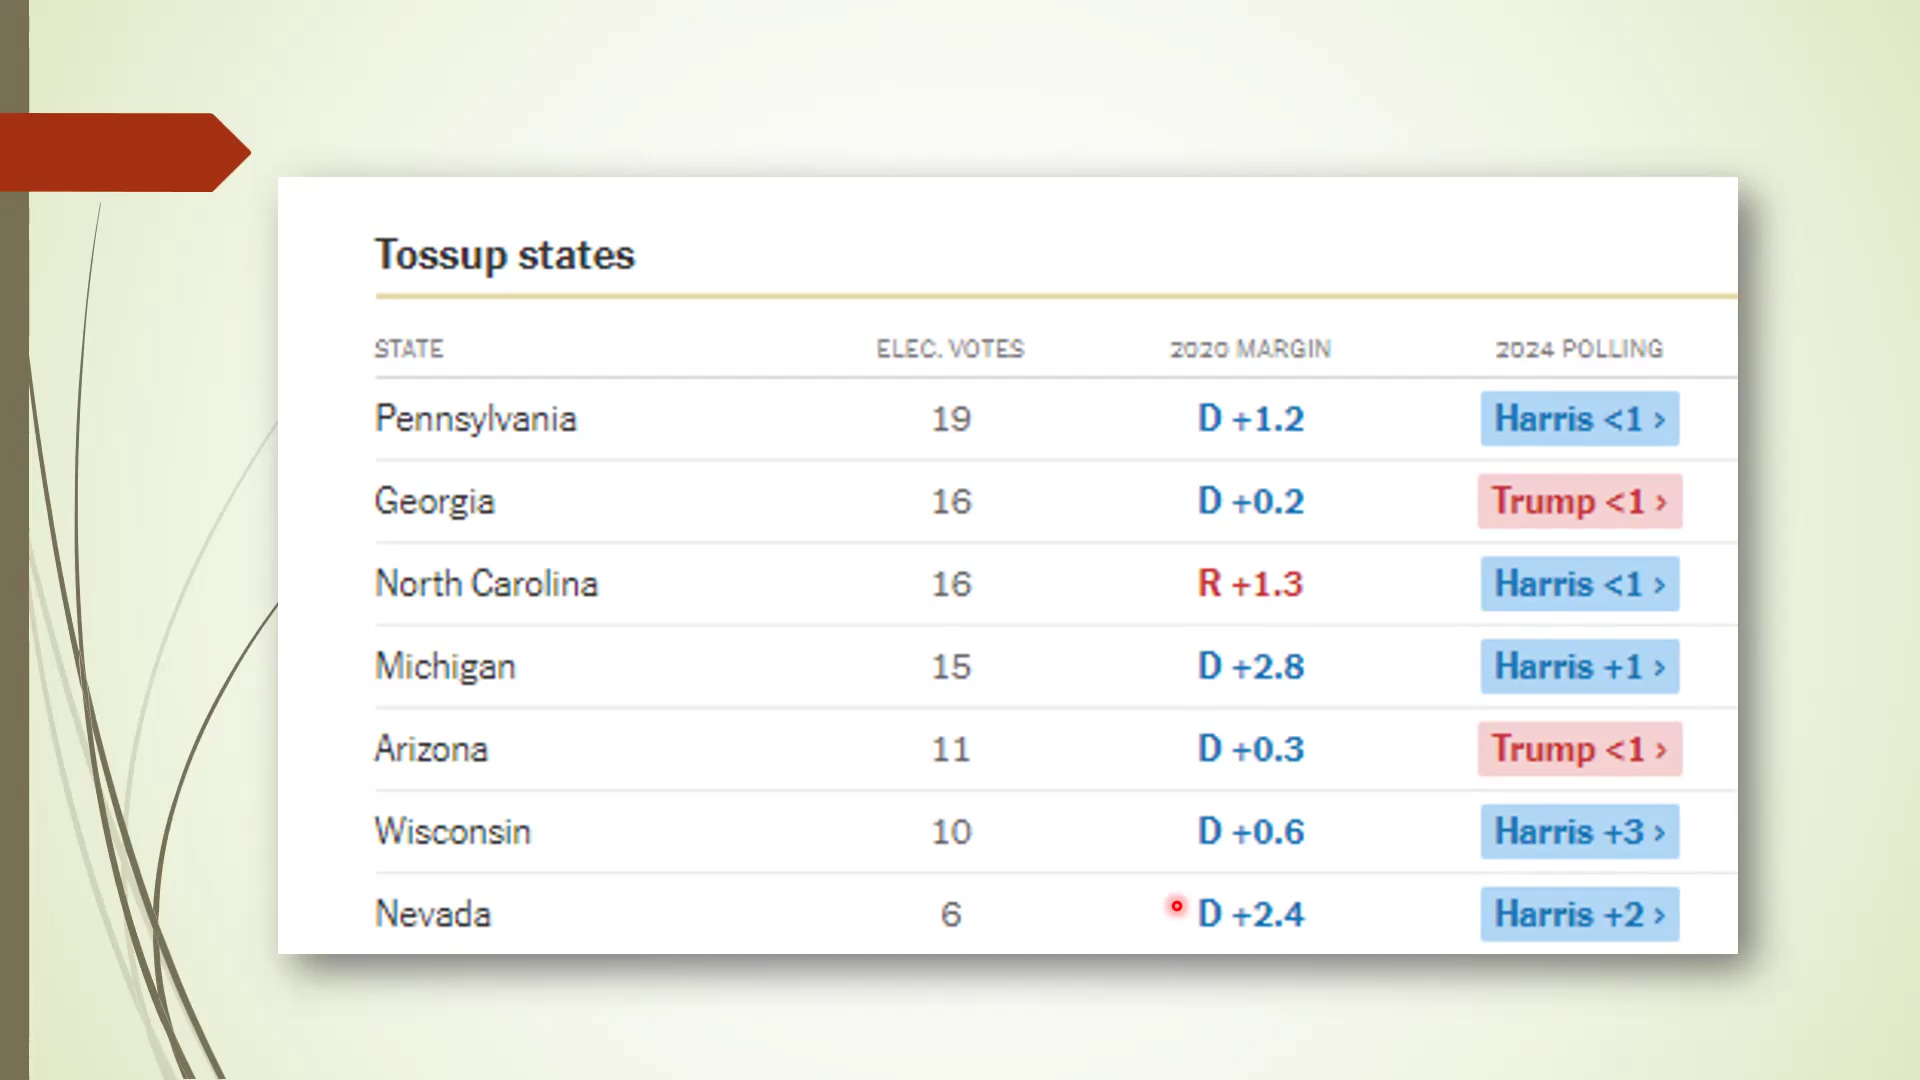 Tossup states
STATE ELEC. VOTES 2020 MARGIN 2024 POLLING
Pennsylvania 19 D +1.2 Harris <1 ›
Georgia 16 D +0.2 Trump <1 ›
North Carolina 16 R +1.3 Harris <1 ›
Michigan 15 D +2.8 Harris +1 ›
Arizona 11 D +0.3 Trump <1 ›
Wisconsin 10 D +0.6 Harris +3 ›
Nevada 6 D +2.4 Harris +2 ›